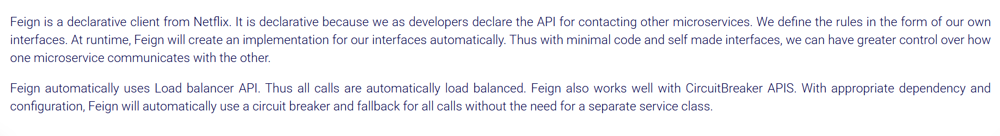 Feign is a declarative client from Netflix. It is declarative because we as developers declare the API for contacting other microservices. We define the rules in the form of our own
interfaces. At runtime, Feign will create an implementation for our interfaces automatically. Thus with minimal code and self made interfaces, we can have greater control over how
one microservice communicates with the other.
Feign automatically uses Load balancer API. Thus all calls are automatically load balanced. Feign also works well with CircuitBreaker APIS. With appropriate dependency and
configuration, Feign will automatically use a circuit breaker and fallback for all calls without the need for a separate service class.